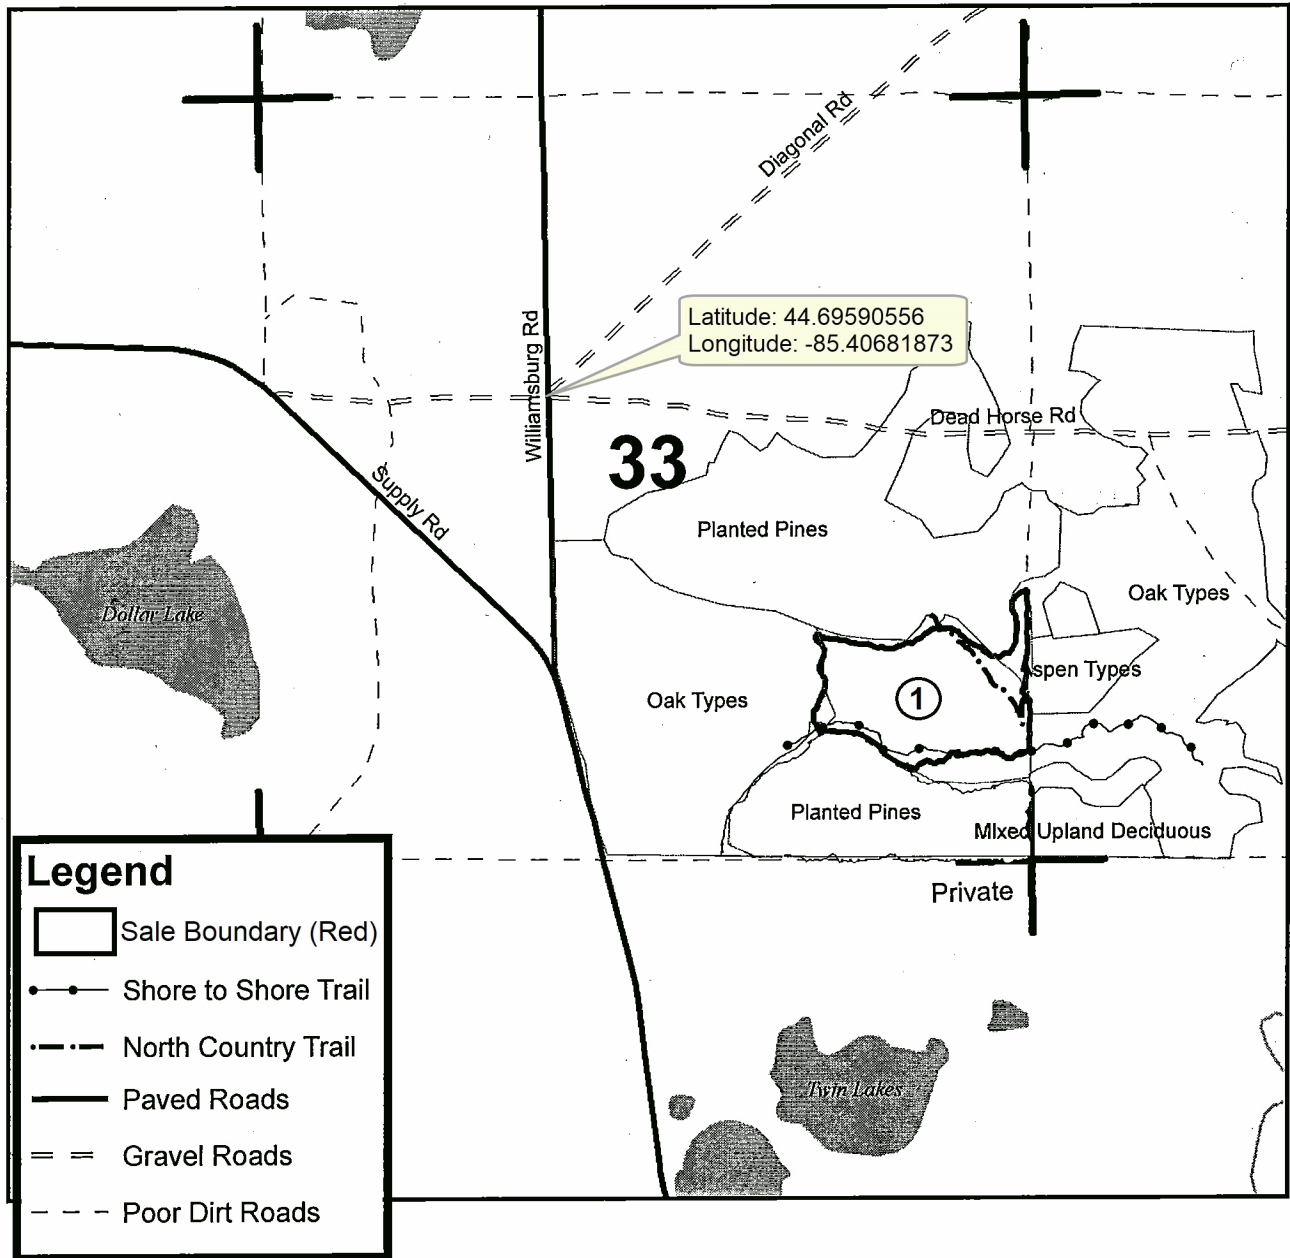 Diagonal Rd
Latitude: 44.69590556
Longitude: -85.40681873
Williamsburg Rd
Dead Horse Rd
33
Supply Rd
Planted Pines
Oak Types
Dollar Lake
spen Types
Oak Types
1
Planted Pines
MIxed Upland Deciduous
Private
Legend
Sale Boundary (Red)
Shore to Shore Trail
North Country Trail
Paved Roads
Gravel Roads
Poor Dirt Roads
Twin Lakes